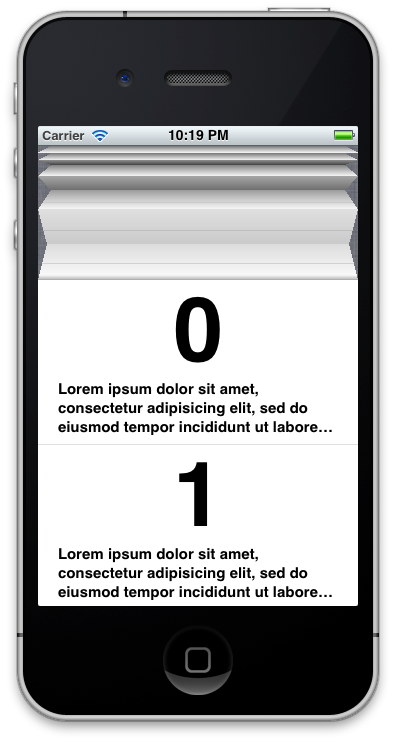 Carrier 10:19 PM
0
Lorem ipsum dolor sit amet,
consectetur adipisicing elit, sed do
eiusmod tempor incididunt ut labore...
1
Lorem ipsum dolor sit amet,
consectetur adipisicing elit, sed do
eiusmod tempor incididunt ut labore...